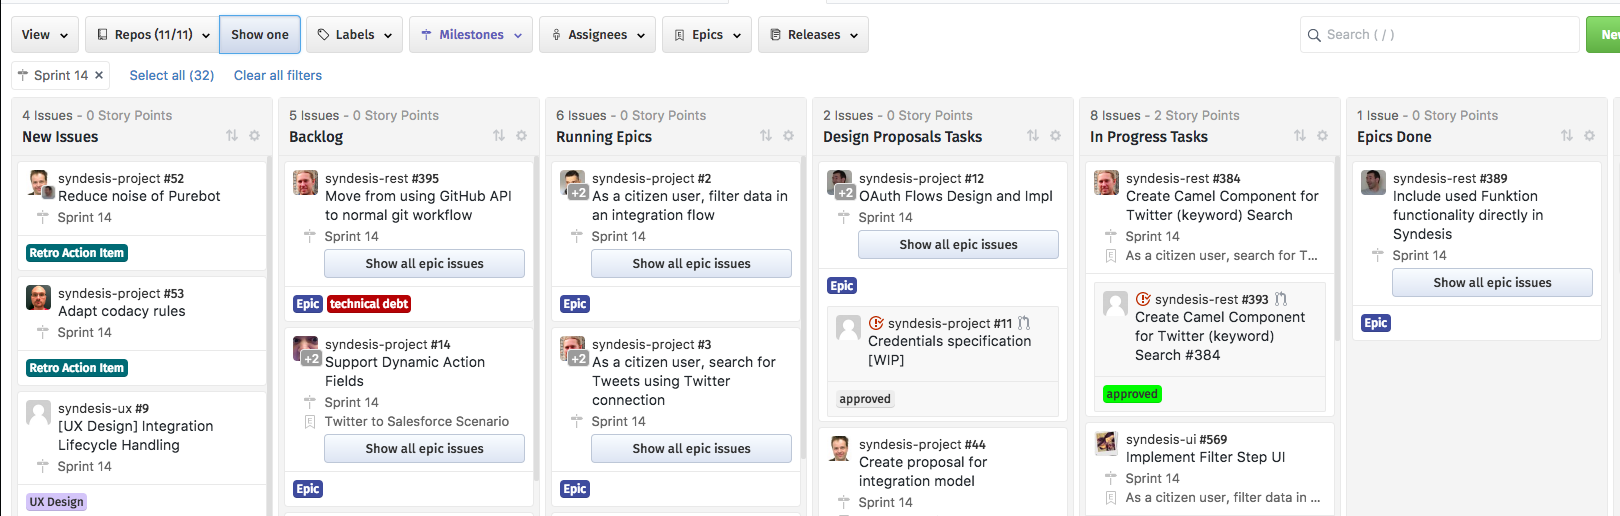 View
Repos (11/11)
Show one
Labels
Milestones
Assignees
Epics
Releases
Search ( / )
Sprint 14 ×
Select all (32)
Clear all filters
4 Issues - 0 Story Points
New Issues
syndesis-project #52
Reduce noise of Purebot
Sprint 14
Retro Action Item
syndesis-project #53
Adapt codacy rules
Sprint 14
Retro Action Item
syndesis-ux #9
[UX Design] Integration
Lifecycle Handling
Sprint 14
UX Design
5 Issues - 0 Story Points
Backlog
syndesis-rest #395
Move from using GitHub API
to normal git workflow
Sprint 14
Show all epic issues
Epic technical debt
+2
syndesis-project #14
Support Dynamic Action
Fields
Sprint 14
Twitter to Salesforce Scenario
Show all epic issues
Epic
6 Issues - 0 Story Points
Running Epics
+2
syndesis-project #2
As a citizen user, filter data in
an integration flow
Sprint 14
Show all epic issues
Epic
+2
syndesis-project #3
As a citizen user, search for
Tweets using Twitter
connection
Sprint 14
Show all epic issues
Epic
2 Issues - 0 Story Points
Design Proposals Tasks
+2
syndesis-project #12
OAuth Flows Design and Impl
Sprint 14
Show all epic issues
Epic
syndesis-project #11
Credentials specification
[WIP]
approved
syndesis-project #44
Create proposal for
integration model
Sprint 14
8 Issues - 2 Story Points
In Progress Tasks
syndesis-rest #384
Create Camel Component for
Twitter (keyword) Search
Sprint 14
As a citizen user, search for T...
syndesis-rest #393
Create Camel Component
for Twitter (keyword)
Search #384
approved
syndesis-ui #569
Implement Filter Step UI
Sprint 14
As a citizen user, filter data in ...
1 Issue - 0 Story Points
Epics Done
syndesis-rest #389
Include used Funktion
functionality directly in
Syndesis
Sprint 14
Show all epic issues
Epic